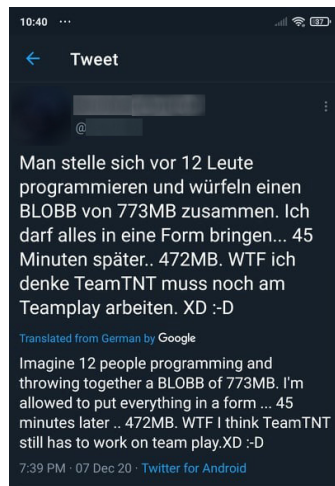 10:40 ...
87
Tweet
@
Man stelle sich vor 12 Leute
programmieren und würfeln einen
BLOBB von 773MB zusammen. Ich
darf alles in eine Form bringen... 45
Minuten später.. 472MB. WTF ich
denke TeamTNT muss noch am
Teamplay arbeiten. XD :-D
Translated from German by Google
Imagine 12 people programming and
throwing together a BLOBB of 773MB. I'm
allowed to put everything in a form ... 45
minutes later .. 472MB. WTF I think TeamTNT
still has to work on team play.XD :-D
7:39 PM · 07 Dec 20 · Twitter for Android